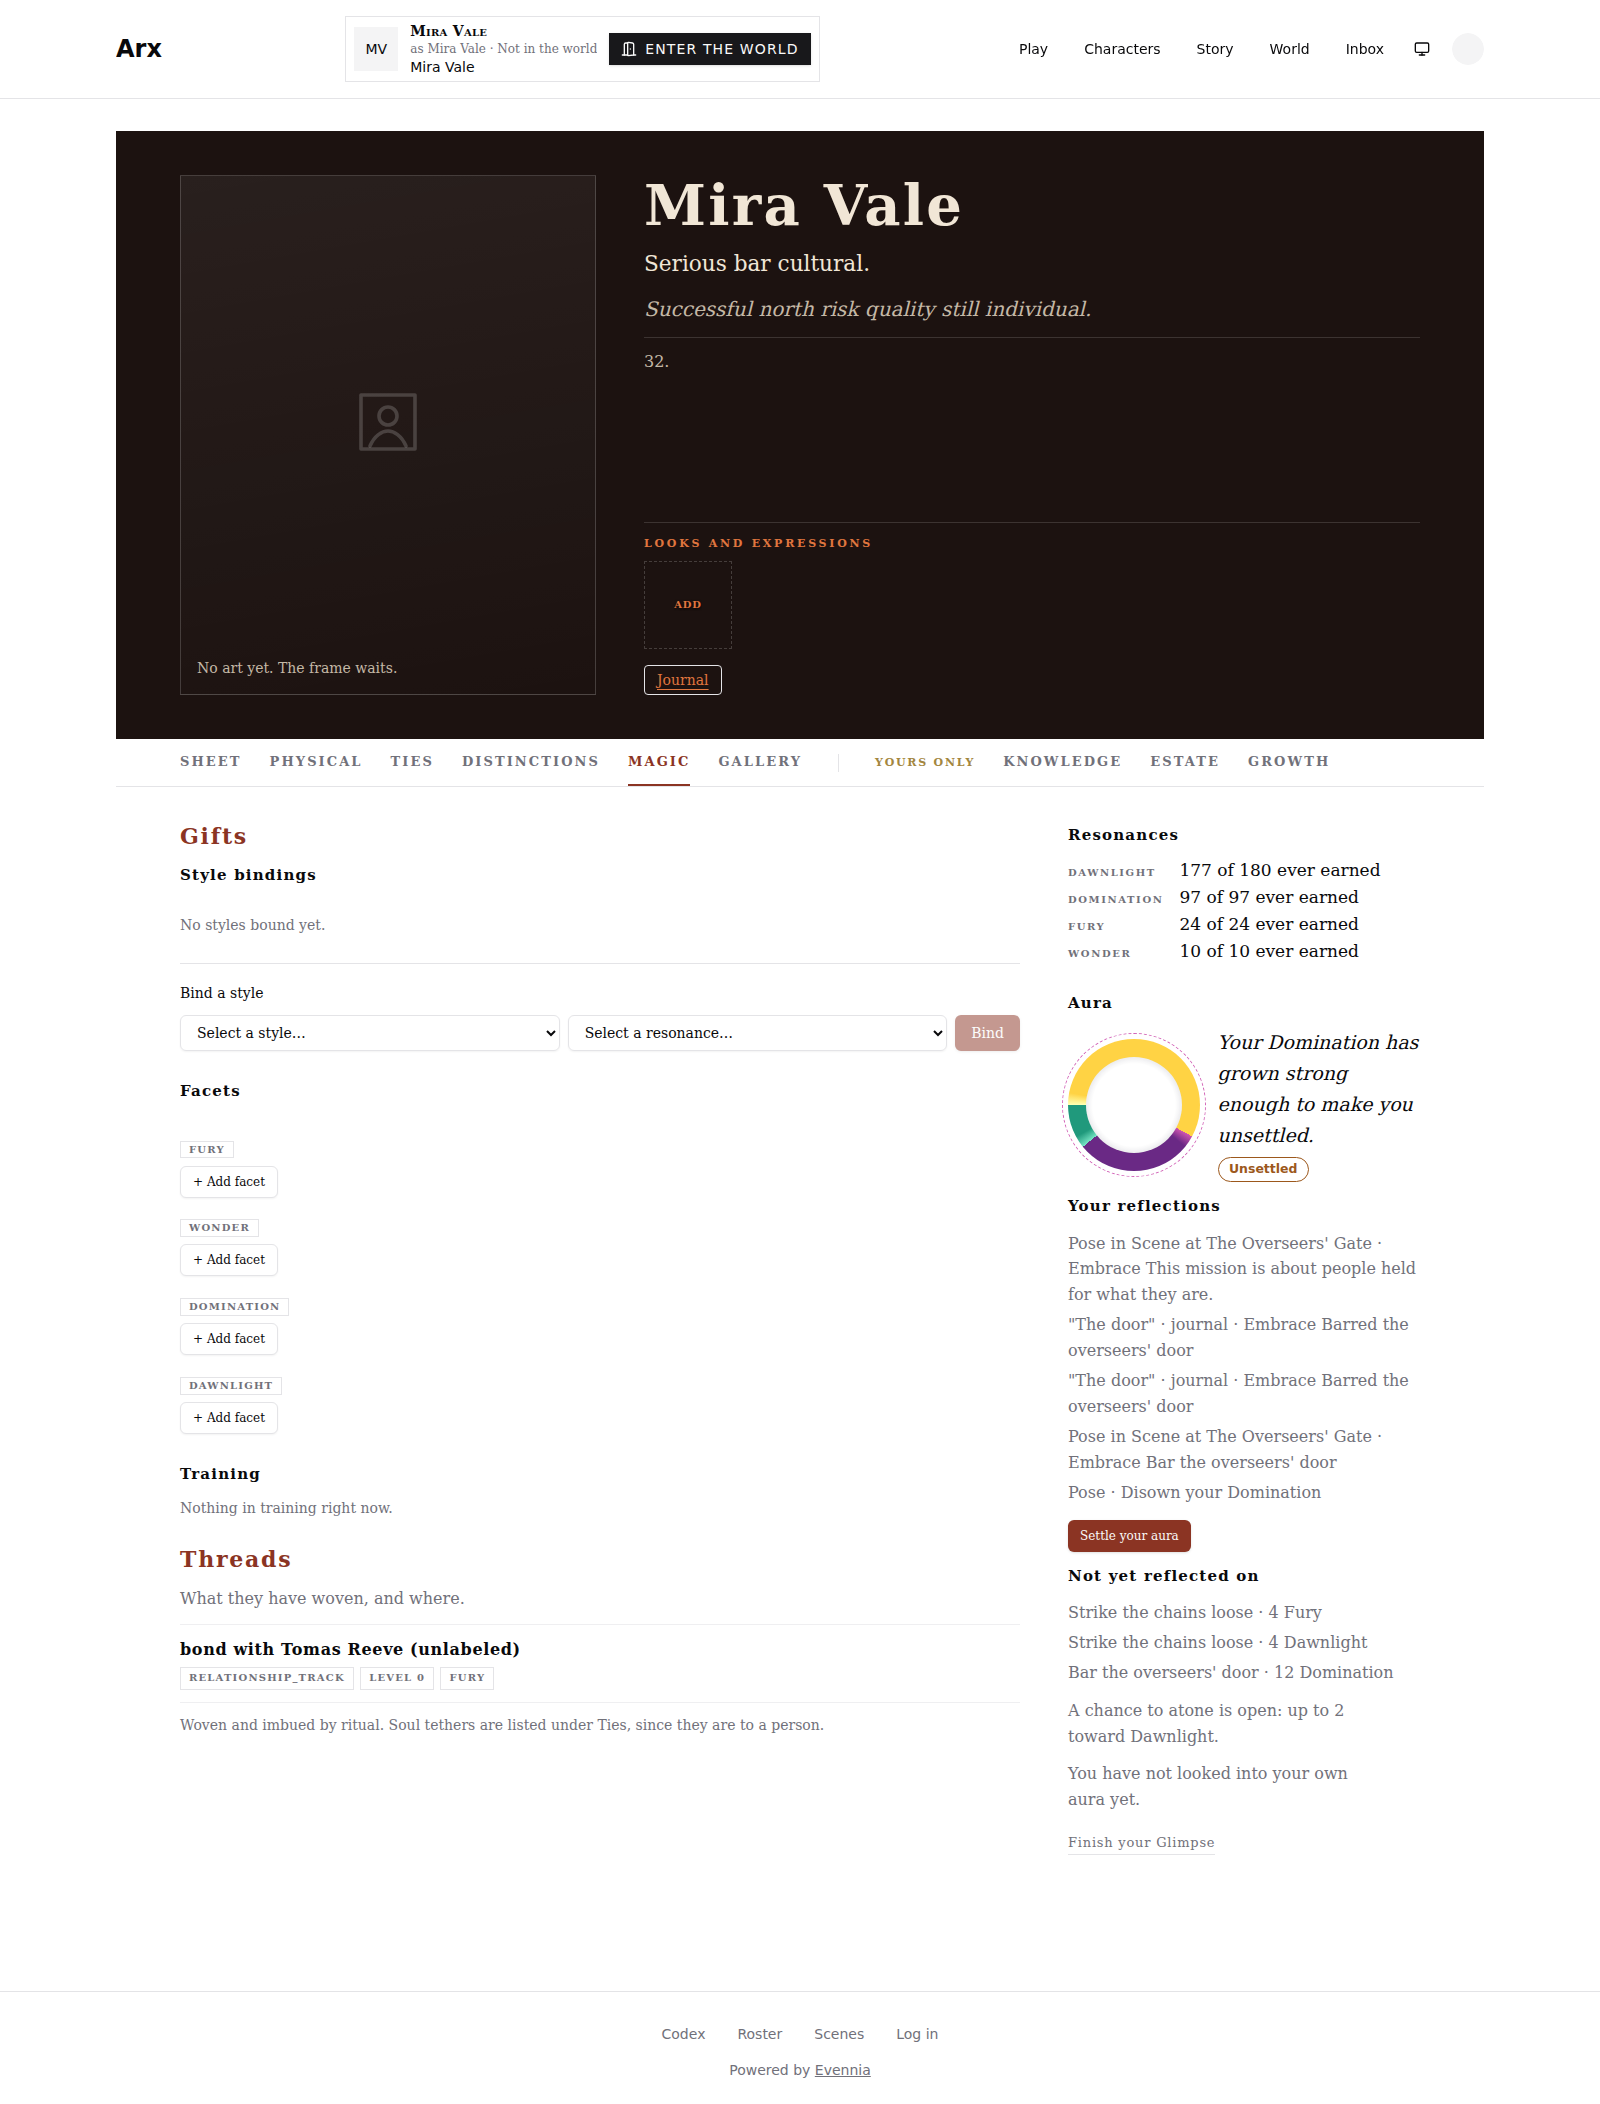 Arx
MV
Mira Vale
as Mira Vale · Not in the world
Mira Vale
ENTER THE WORLD
Play
Characters
Story
World
Inbox
Mira Vale
Serious bar cultural.
Successful north risk quality still individual.
32.
LOOKS AND EXPRESSIONS
ADD
Journal
No art yet. The frame waits.
SHEET
PHYSICAL
TIES
DISTINCTIONS
MAGIC
GALLERY
YOURS ONLY
KNOWLEDGE
ESTATE
GROWTH
Gifts
Style bindings
No styles bound yet.
Bind a style
Select a style...
Select a resonance...
Bind
Facets
FURY
+ Add facet
WONDER
+ Add facet
DOMINATION
+ Add facet
DAWNLIGHT
+ Add facet
Training
Nothing in training right now.
Threads
What they have woven, and where.
bond with Tomas Reeve (unlabeled)
RELATIONSHIP_TRACK
LEVEL 0
FURY
Woven and imbued by ritual. Soul tethers are listed under Ties, since they are to a person.
Resonances
DAWNLIGHT 177 of 180 ever earned
DOMINATION 97 of 97 ever earned
FURY 24 of 24 ever earned
WONDER 10 of 10 ever earned
Aura
Your Domination has
grown strong
enough to make you
unsettled.
Unsettled
Your reflections
Pose in Scene at The Overseers' Gate ·
Embrace This mission is about people held
for what they are.
"The door" · journal · Embrace Barred the
overseers' door
"The door" · journal · Embrace Barred the
overseers' door
Pose in Scene at The Overseers' Gate ·
Embrace Bar the overseers' door
Pose · Disown your Domination
Settle your aura
Not yet reflected on
Strike the chains loose · 4 Fury
Strike the chains loose · 4 Dawnlight
Bar the overseers' door · 12 Domination
A chance to atone is open: up to 2
toward Dawnlight.
You have not looked into your own
aura yet.
Finish your Glimpse
Codex
Roster
Scenes
Log in
Powered by Evennia